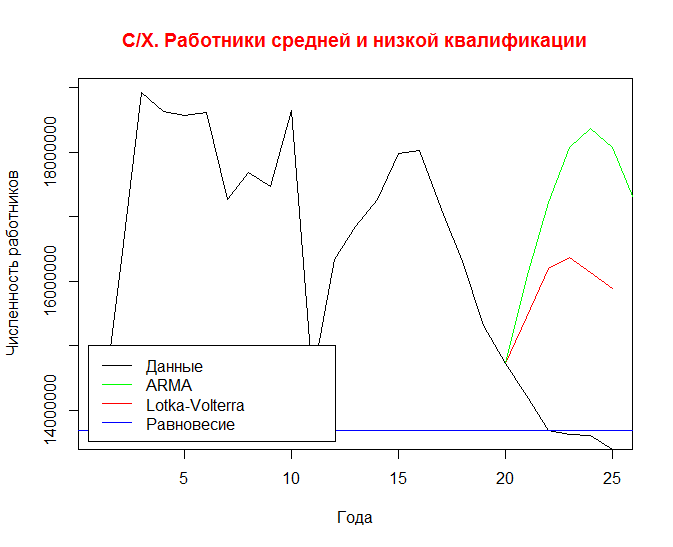 С/Х. Работники средней и низкой квалификации
Численность работников
18000000
16000000
14000000
Данные
ARMA
Lotka-Volterra
Равновесие
5 10 15 20 25
Года